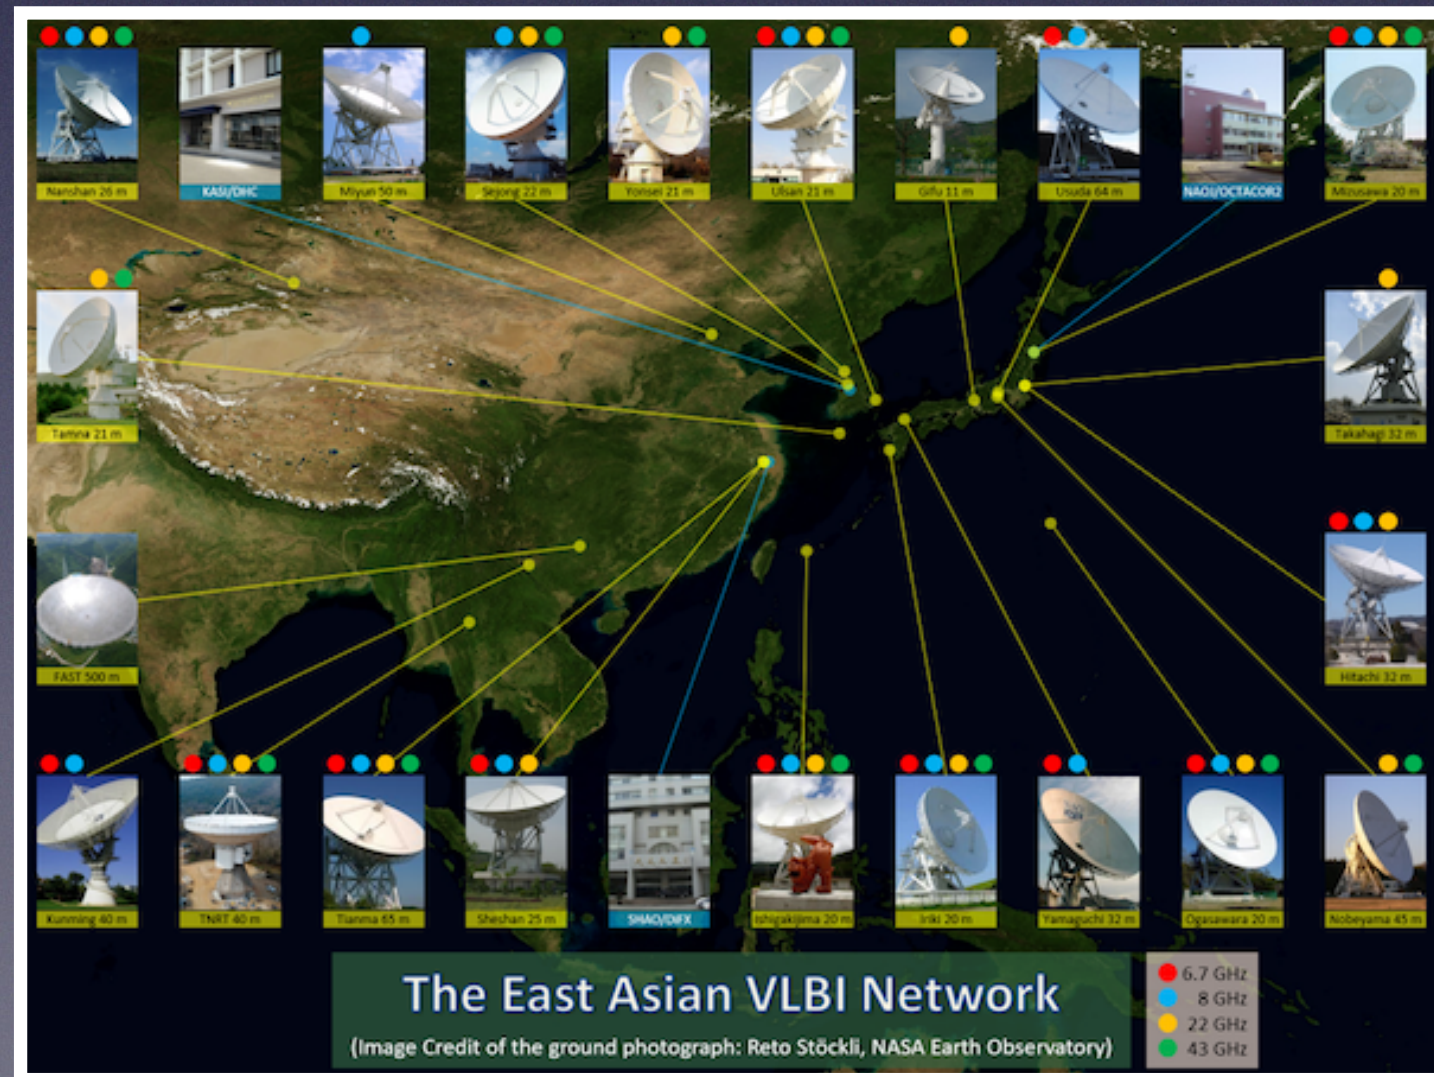 Nanshan 26 m
KASI/DHC
Miyun 50 m
Sejong 22 m
Yonsei 21 m
Ulsan 21 m
Gifu 11 m
Usuda 64 m
NAOJ/OCTACOR2
Mizusawa 20 m
Tamna 21 m
Takahagi 32 m
FAST 500 m
Hitachi 32 m
Kunming 40 m
TNRT 40 m
Tianma 65 m
Sheshan 25 m
SHAO/DiFX
Ishigakijima 20 m
Iriki 20 m
Yamaguchi 32 m
Ogasawara 20 m
Nobeyama 45 m
The East Asian VLBI Network
(Image Credit of the ground photograph: Reto Stöckli, NASA Earth Observatory)
6.7 GHz
8 GHz
22 GHz
43 GHz